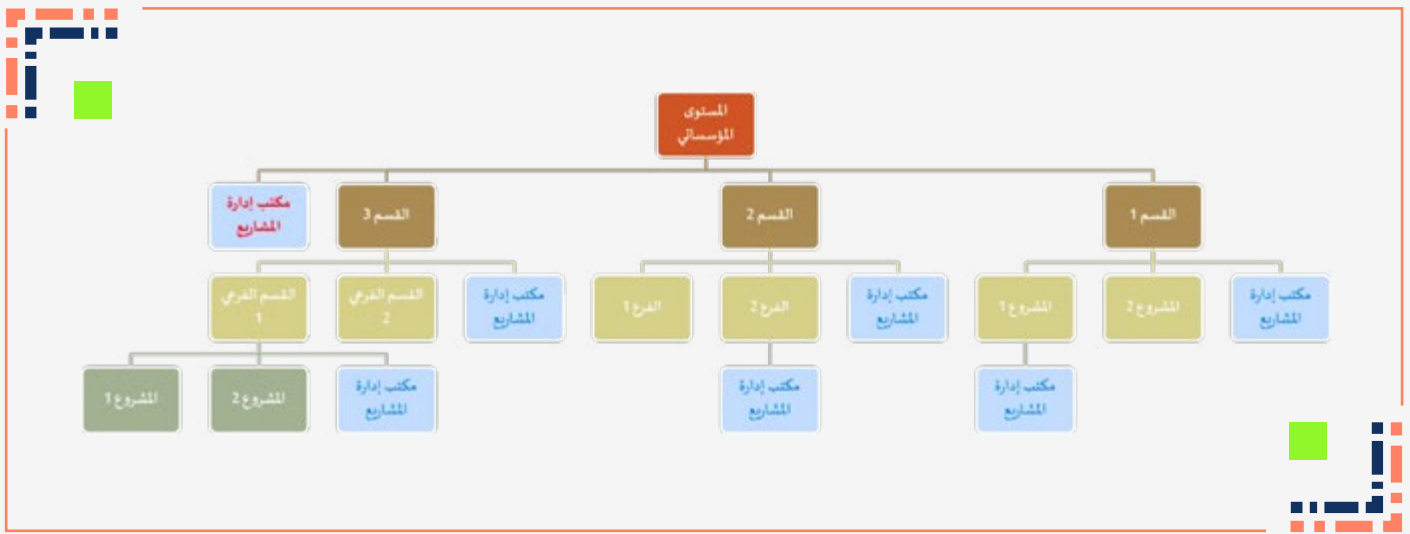 المستوى
المؤسساتي
القسم 1
القسم 2
القسم 3
مكتب إدارة
المشاريع
مكتب إدارة
المشاريع
المشروع 2
المشروع 1
مكتب إدارة
المشاريع
الفرع 2
الفرع 1
مكتب إدارة
المشاريع
القسم الفرعي
2
القسم الفرعي
1
مكتب إدارة
المشاريع
مكتب إدارة
المشاريع
مكتب إدارة
المشاريع
المشروع 2
المشروع 1